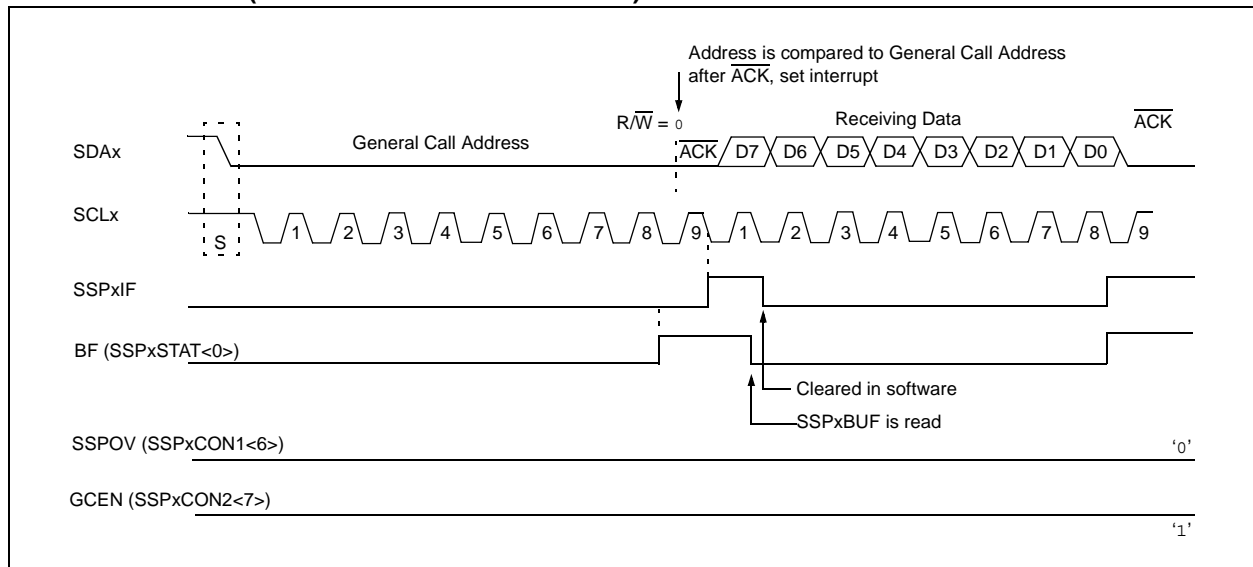 Address is compared to General Call Address
after ACK, set interrupt
R/W = 0
Receiving Data
ACK
SDAx
General Call Address
ACK D7 D6 D5 D4 D3 D2 D1 D0
SCLx
S 1 2 3 4 5 6 7 8 9 1 2 3 4 5 6 7 8 9
SSPxIF
BF (SSPxSTAT<0>)
Cleared in software
SSPxBUF is read
SSPOV (SSPxCON1<6>)
‘0’
GCEN (SSPxCON2<7>)
‘1’